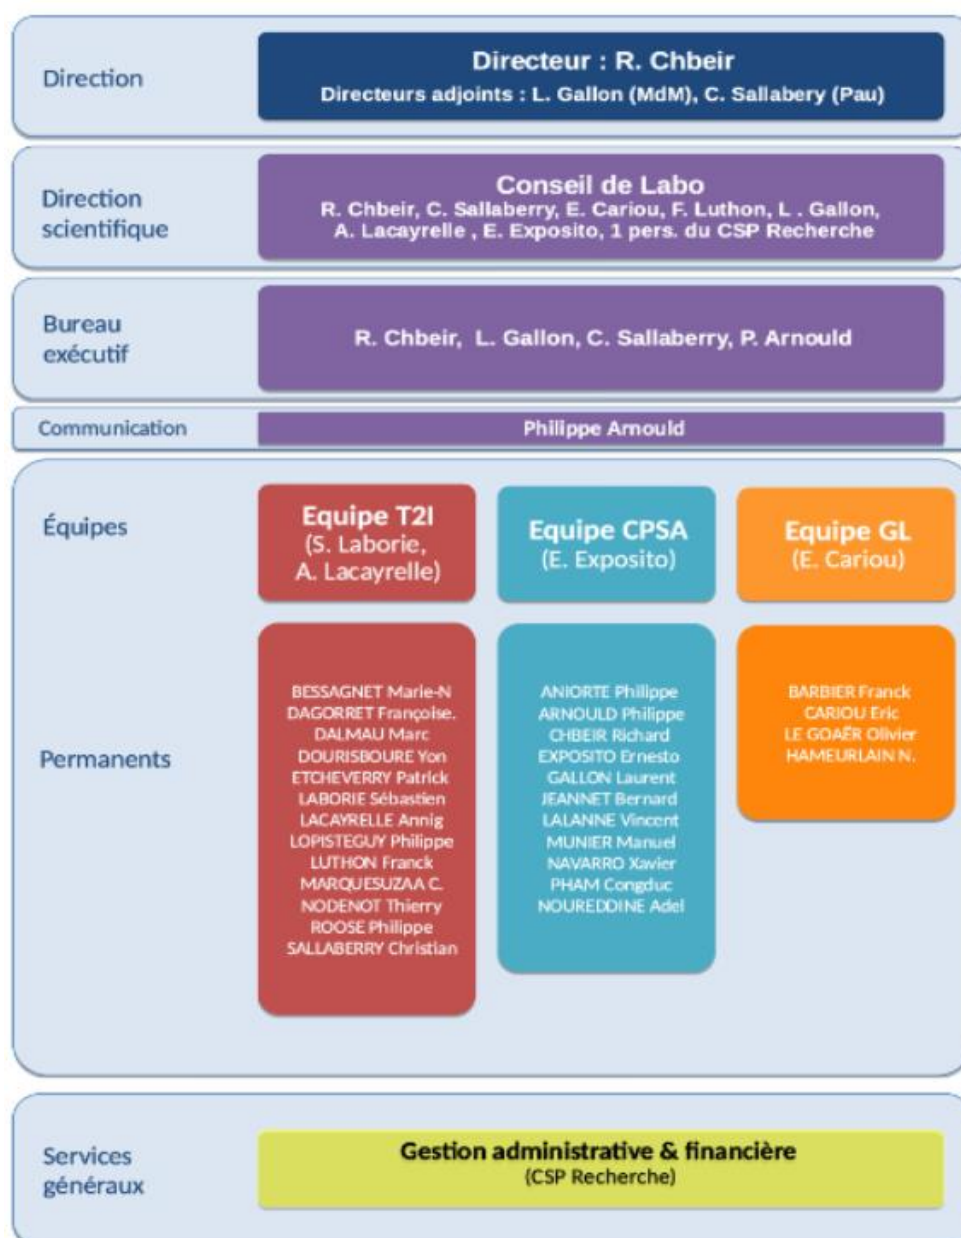 Direction
Directeur : R. Chbeir
Directeurs adjoints : L. Gallon (MdM), C. Sallabery (Pau)
Direction
scientifique
Conseil de Labo
R. Chbeir, C. Sallaberry, E. Cariou, F. Luthon, L . Gallon,
A. Lacayrelle , E. Exposito, 1 pers. du CSP Recherche
Bureau
exécutif
R. Chbeir, L. Gallon, C. Sallaberry, P. Arnould
Communication
Philippe Arnould
Équipes
Equipe T2I
(S. Laborie,
A. Lacayrelle)
Equipe CPSA
(E. Exposito)
Equipe GL
(E. Cariou)
Permanents
BESSAGNET Marie-N
DAGORRET Françoise.
DALMAU Marc
DOURISBOURE Yon
ETCHEVERRY Patrick
LABORIE Sébastien
LACAYRELLE Annig
LOPISTEGUY Philippe
LUTHON Franck
MARQUESUZAA C.
NODENOT Thierry
ROOSE Philippe
SALLABERRY Christian
ANIORTE Philippe
ARNOULD Philippe
CHBEIR Richard
EXPOSITO Ernesto
GALLON Laurent
JEANNET Bernard
LALANNE Vincent
MUNIER Manuel
NAVARRO Xavier
PHAM Congduc
NOUREDDINE Adel
BARBIER Franck
CARIOU Eric
LE GOAËR Olivier
HAMEURLAIN N.
Services
généraux
Gestion administrative & financière
(CSP Recherche)